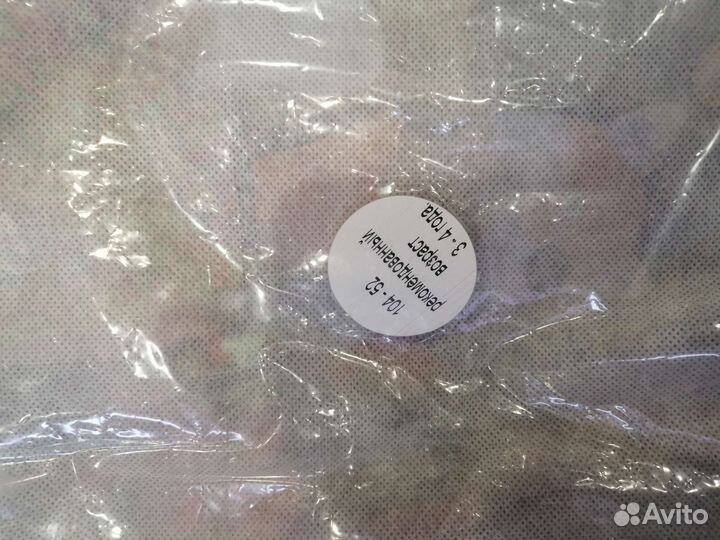 104 - 52
рекомендованный
возраст
3 - 4 года.
Avito